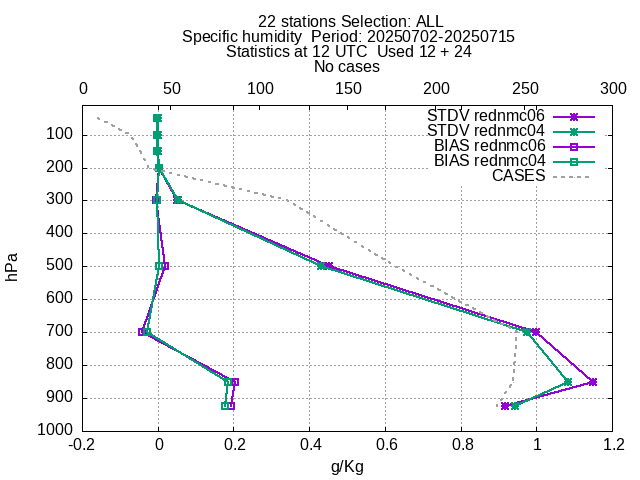 22 stations Selection: ALL
Specific humidity  Period: 20250702-20250715
Statistics at 12 UTC  Used 12 + 24
No cases
0 50 100 150 200 250 300
STDV rednmc06
STDV rednmc04
BIAS rednmc06
BIAS rednmc04
CASES
100
200
300
400
500
600
700
800
900
1000
hPa
-0.2 0 0.2 0.4 0.6 0.8 1 1.2
g/Kg